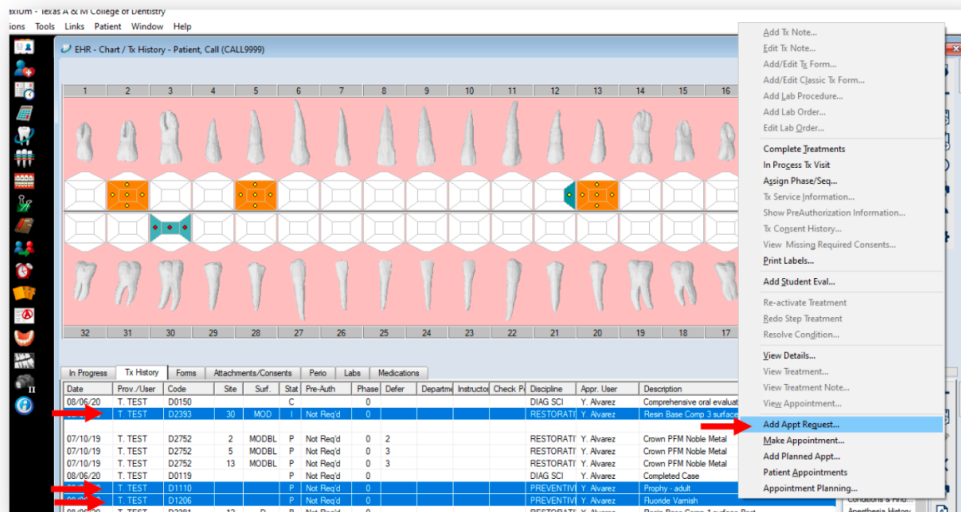 Texas A & M College of Dentistry
ions Tools Links Patient Window Help
EHR - Chart / Tx History - Patient, Call (CALL9999)
1 2 3 4 5 6 7 8 9 10 11 12 13 14 15 16
32 31 30 29 28 27 26 25 24 23 22 21 20 19 18 17
In Progress Tx History Forms Attachments/Consents Perio Labs Medications
Date Prov./User Code Site Surf. Stat Pre-Auth Phase Defer Departme Instructor Check Pi Discipline Appr. User Description
08/06/20 T. TEST D0150 C 0 DIAG SCI Y. Alvarez Comprehensive oral evaluat
T. TEST D2393 30 MOD I Not Req'd 0 RESTORATI Y. Alvarez Resin Base Comp 3 surface
07/10/19 T. TEST D2752 2 MODBL P Not Req'd 0 2 RESTORATI Y. Alvarez Crown PFM Noble Metal
07/10/19 T. TEST D2752 5 MODBL P Not Req'd 0 3 RESTORATI Y. Alvarez Crown PFM Noble Metal
07/10/19 T. TEST D2752 13 MODBL P Not Req'd 0 3 RESTORATI Y. Alvarez Crown PFM Noble Metal
08/06/20 T. TEST D0119 P Not Req'd 0 DIAG SCI Y. Alvarez Completed Case
T. TEST D1110 P Not Req'd 0 PREVENTIV Y. Alvarez Prophy - adult
T. TEST D1206 P Not Req'd 0 PREVENTIV Y. Alvarez Fluoride Varnish
Add Tx Note...
Edit Tx Note...
Add/Edit Tx Form...
Add/Edit Classic Tx Form...
Add Lab Procedure...
Add Lab Order...
Edit Lab Order...
Complete Treatments
In Process Tx Visit
Assign Phase/Seq...
Tx Service Information...
Show PreAuthorization Information...
Tx Consent History...
View Missing Required Consents...
Print Labels...
Add Student Eval...
Re-activate Treatment
Redo Step Treatment
Resolve Condition...
View Details...
View Treatment...
View Treatment Note...
View Appointment...
Add Appt Request...
Make Appointment...
Add Planned Appt...
Patient Appointments
Appointment Planning...
Anesthesia History